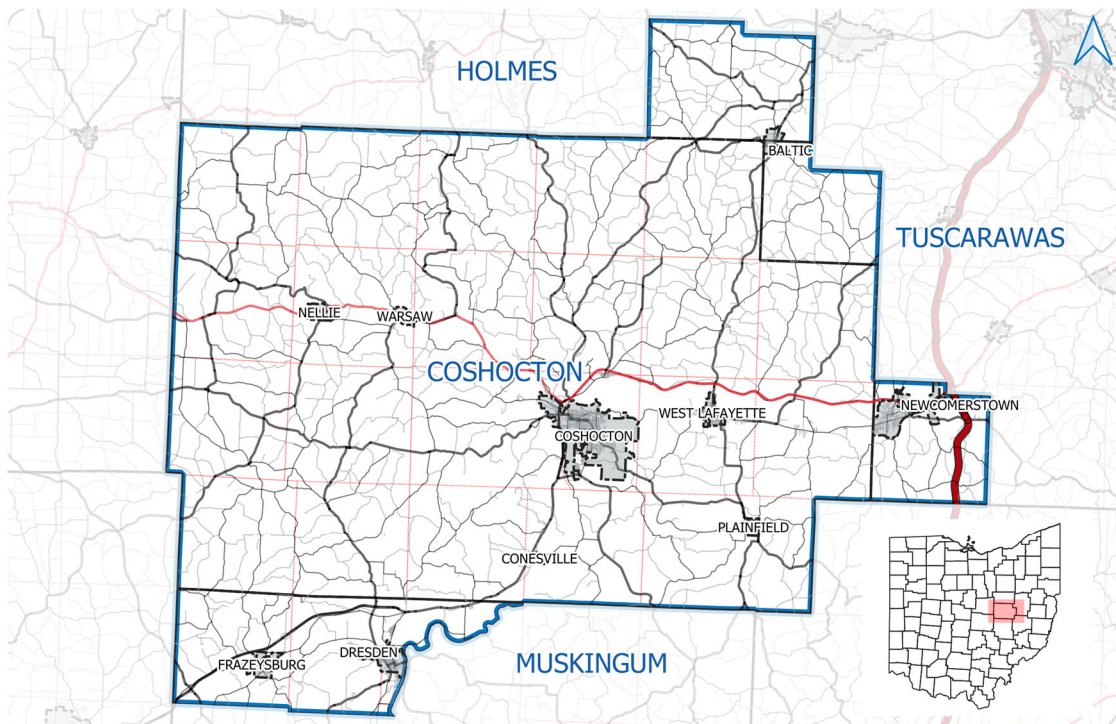 HOLMES
BALTIC
TUSCARAWAS
NELLIE
WARSAW
COSHOCTON
WEST LAFAYETTE
NEWCOMERSTOWN
COSHOCTON
PLAINFIELD
CONESVILLE
DRESDEN
FRAZEYSBURG
MUSKINGUM